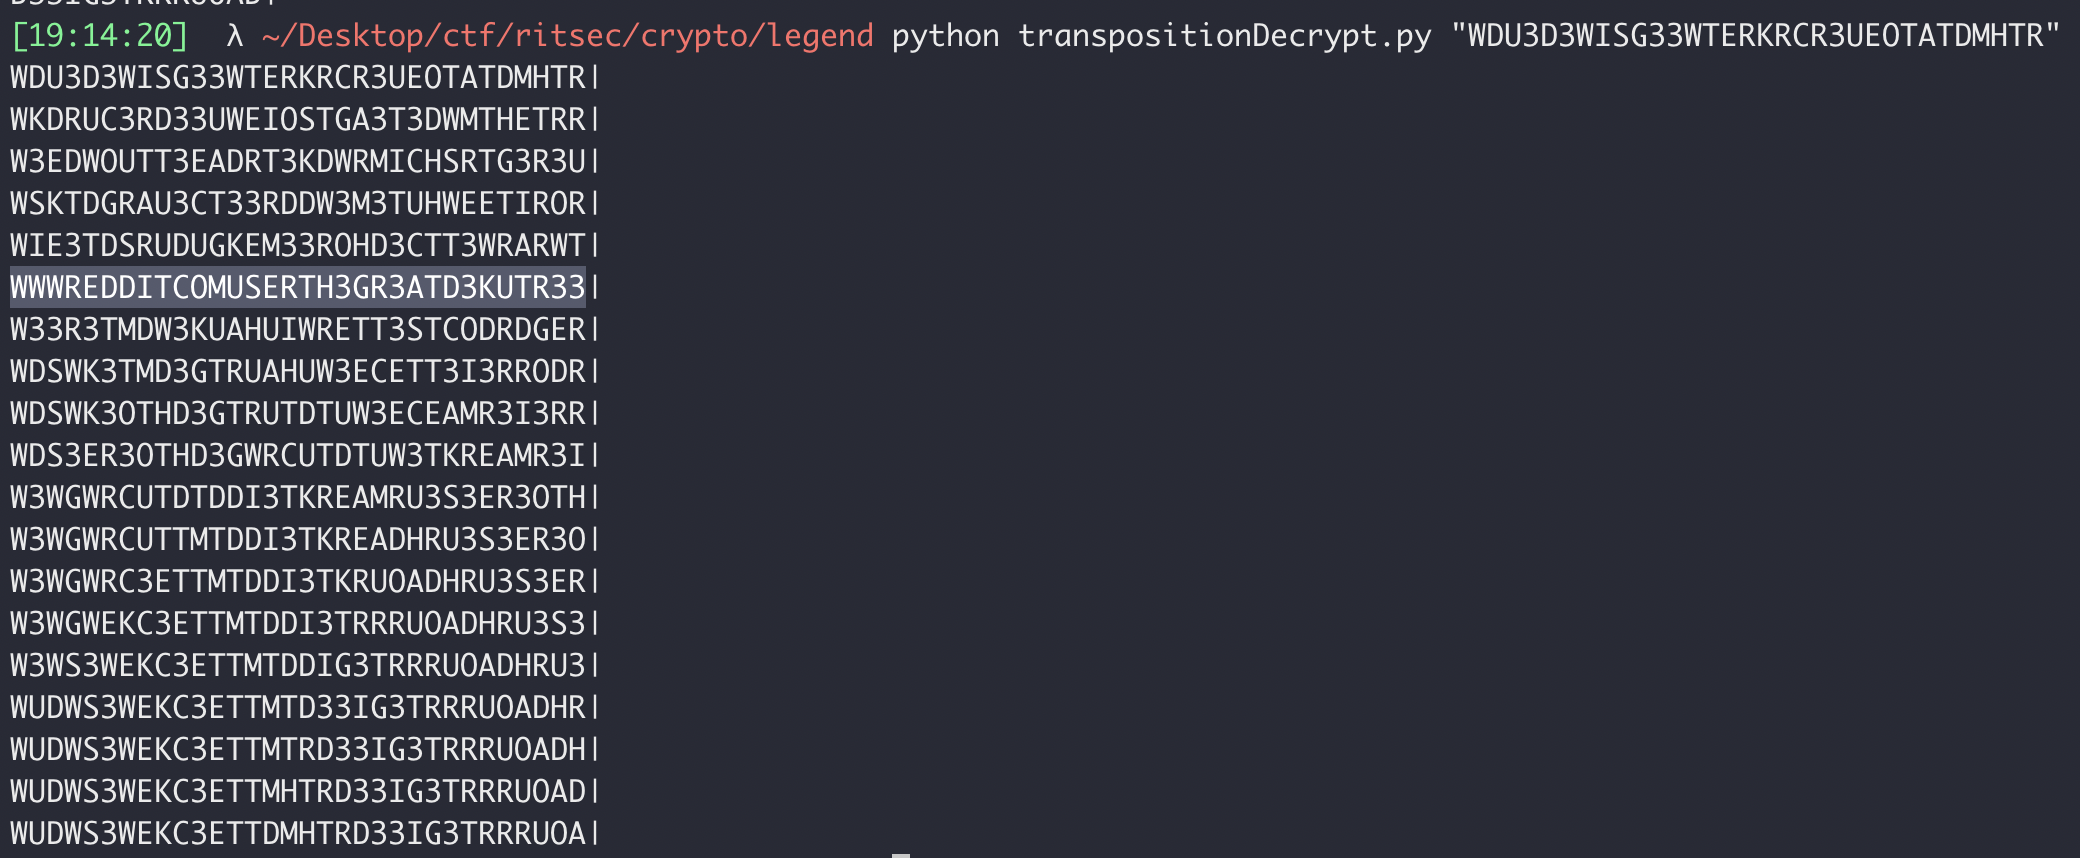 [19:14:20] λ ~/Desktop/ctf/ritsec/crypto/legend python transpositionDecrypt.py "WDU3D3WISG33WTERKRCR3UEOTATDMHTR"
WDU3D3WISG33WTERKRCR3UEOTATDMHTR|
WKDRUC3RD33UWEIOSTGA3T3DWMTHETRR|
W3EDWOUTT3EADRT3KDWRMICHSRTG3R3U|
WSKTDGRAU3CT33RDDW3M3TUHWEETIROR|
WIE3TDSRUDUGKEM33ROHD3CTT3WRARWT|
WWWREDDITCOMUSERTH3GR3ATD3KUTR33|
W33R3TMDW3KUAHUIWRETT3STCODRDGER|
WDSWK3TMD3GTRUAHUW3ECETT3I3RRODR|
WDSWK3OTHD3GTRUTDTUW3ECEAMR3I3RR|
WDS3ER3OTHD3GWRCUTDTUW3TKREAMR3I|
W3WGWRCUTDTDDI3TKREAMRU3S3ER3OTH|
W3WGWRCUTTMTDDI3TKREADHRU3S3ER3O|
W3WGWRC3ETTMTDDI3TKRUOADHRU3S3ER|
W3WGWEKC3ETTMTDDI3TRRRUOADHRU3S3|
W3WS3WEKC3ETTMTDDIG3TRRRUOADHRU3|
WUDWS3WEKC3ETTMTD33IG3TRRRUOADHR|
WUDWS3WEKC3ETTMTRD33IG3TRRRUOADH|
WUDWS3WEKC3ETTMHTRD33IG3TRRRUOAD|
WUDWS3WEKC3ETTDMHTRD33IG3TRRRUOA|